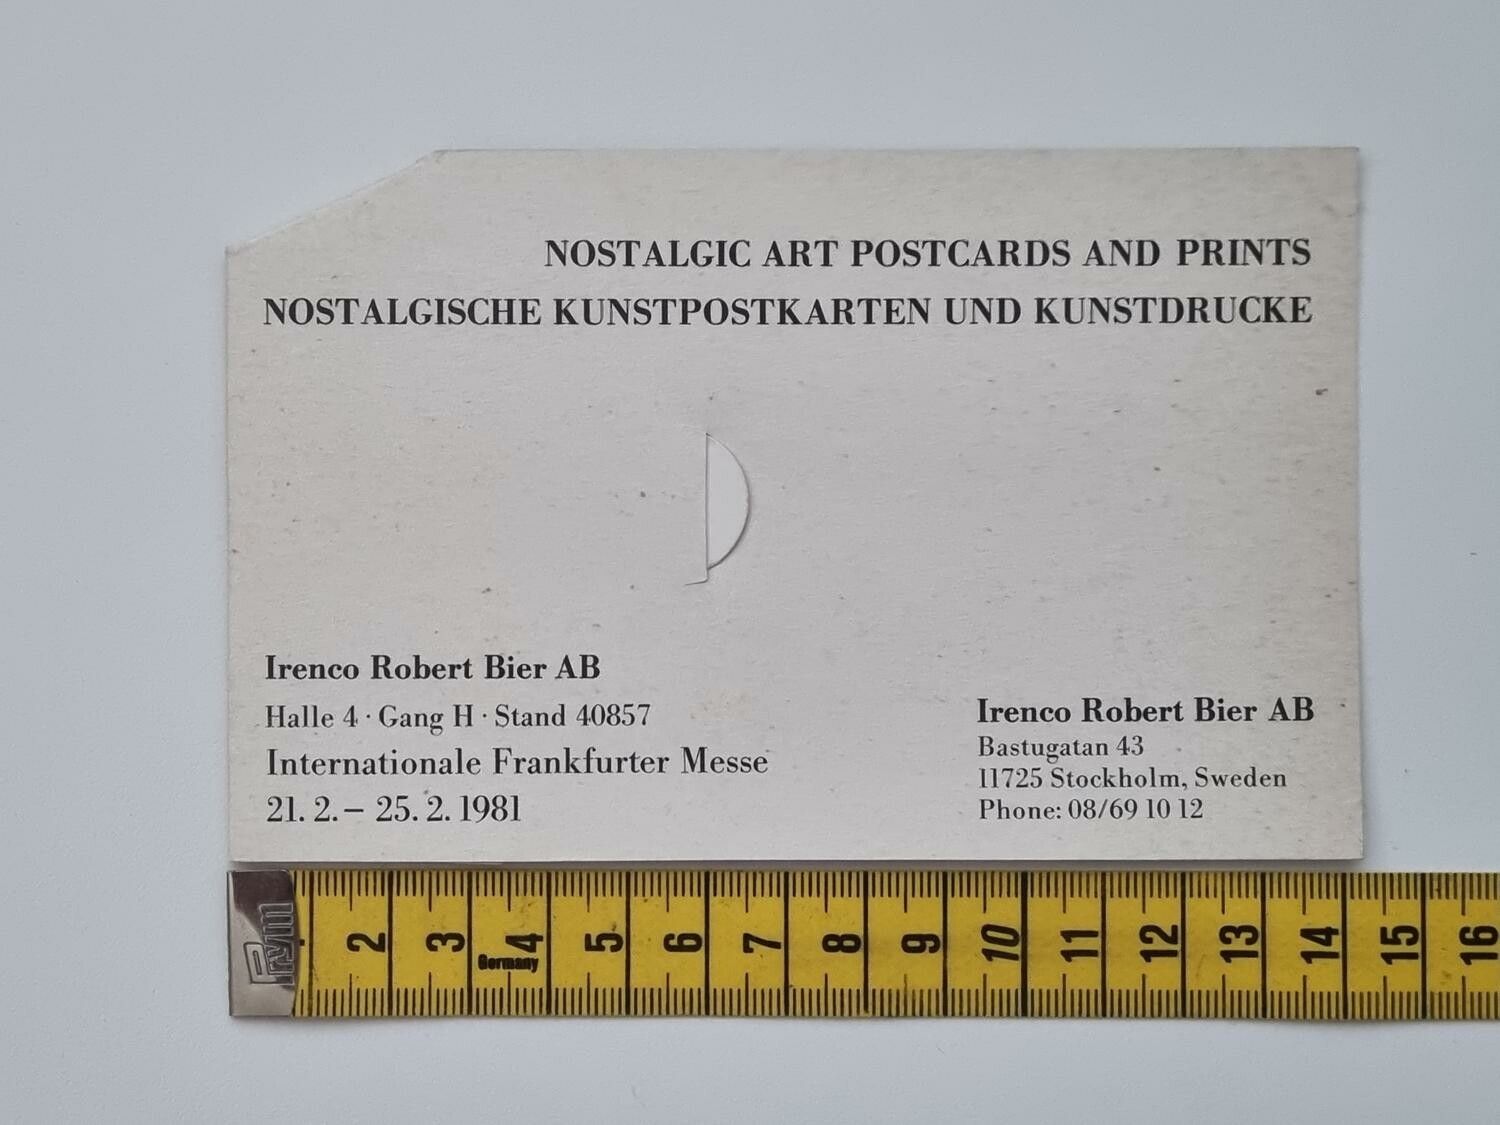 NOSTALGIC ART POSTCARDS AND PRINTS
NOSTALGISCHE KUNSTPOSTKARTEN UND KUNSTDRUCKE
Irenco Robert Bier AB
Halle 4 · Gang H · Stand 40857
Internationale Frankfurter Messe
21. 2. – 25. 2. 1981
Irenco Robert Bier AB
Bastugatan 43
11725 Stockholm, Sweden
Phone: 08/69 10 12
Prym 2 3 4 5 6 7 8 9 10 11 12 13 14 15 16
Germany